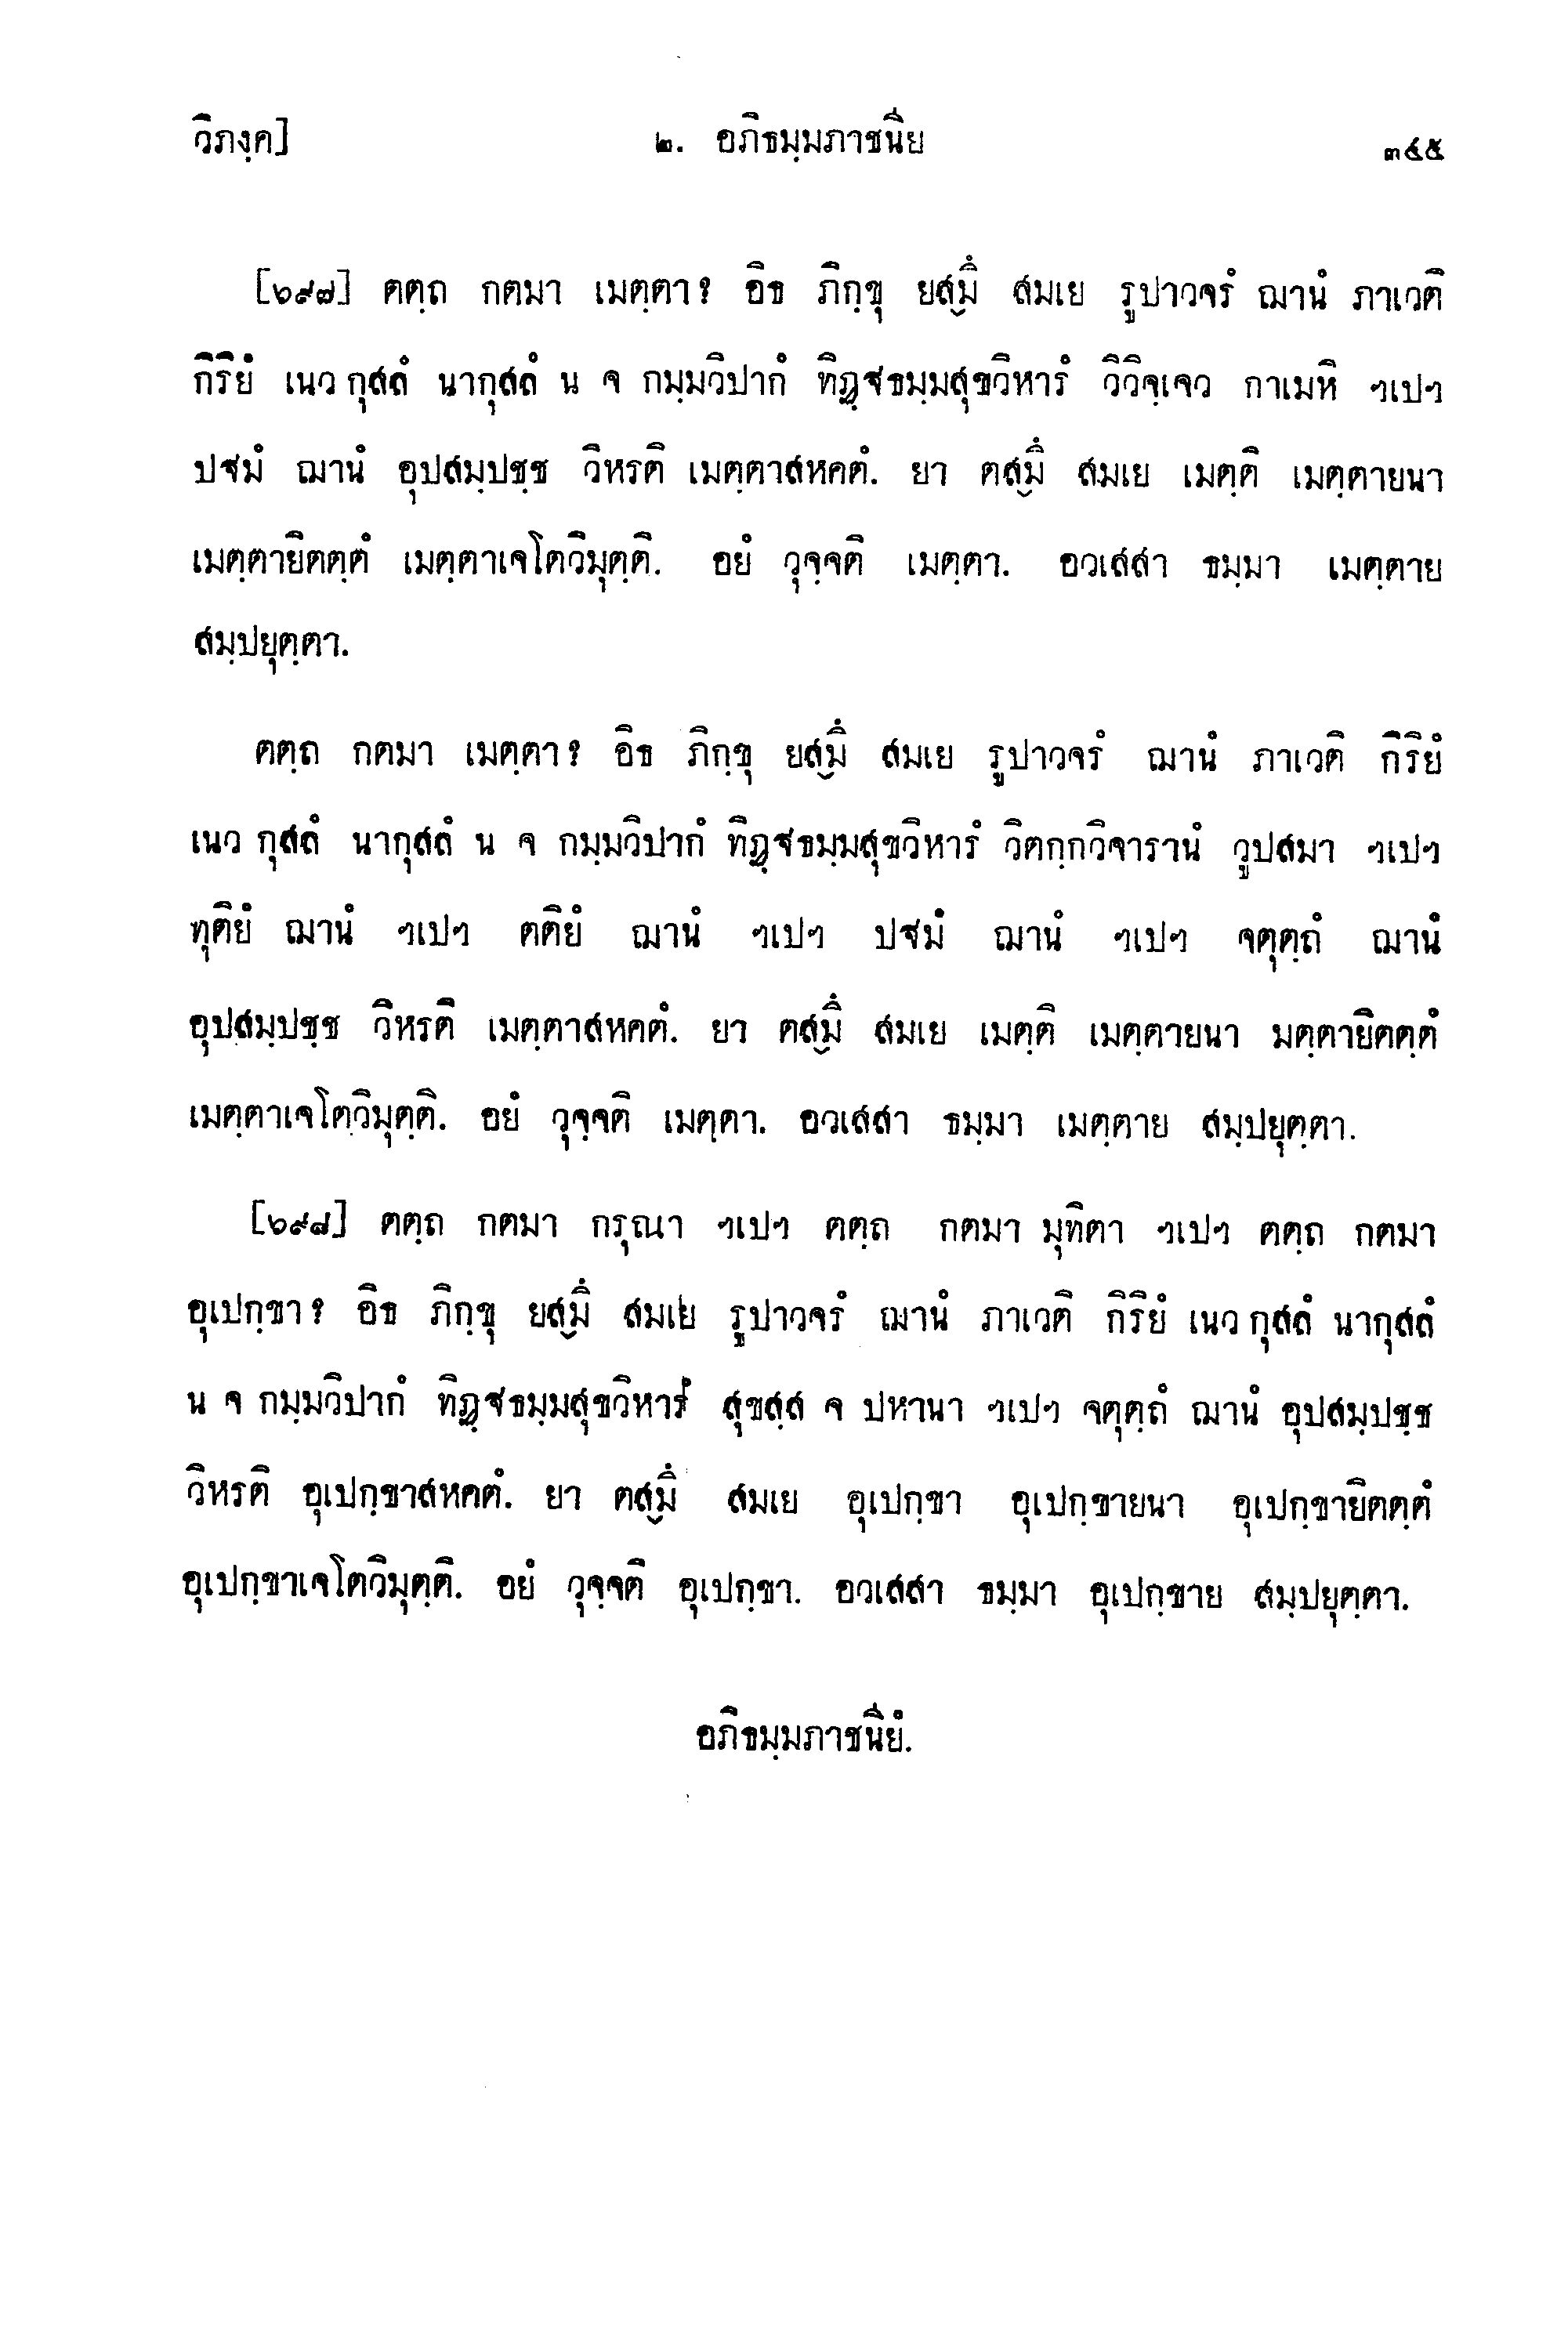 วิภงฺค] ๒. อภิธมฺมภาชนีย ๓๔๕
[๖๙๗] ตตฺถ กตมา เมตฺตา? อิธ ภิกฺขุ ยสฺมึ สมเย รูปาวจรํ ฌานํ ภาเวติ
กิริยํ เนว กุสลํ นากุสลํ น จ กมฺมวิปากํ ทิฏฺฐธมฺมสุขวิหารํ วิวิจฺเจว กาเมหิ ฯเปฯ
ปฐมํ ฌานํ อุปสมฺปชฺช วิหรติ เมตฺตาสหคตํ. ยา ตสฺมึ สมเย เมตฺติ เมตฺตายนา
เมตฺตายิตตฺตํ เมตฺตาเจโตวิมุตฺติ. อยํ วุจฺจติ เมตฺตา. อวเสสา ธมฺมา เมตฺตาย
สมฺปยุตฺตา.
ตตฺถ กตมา เมตฺตา? อิธ ภิกฺขุ ยสฺมึ สมเย รูปาวจรํ ฌานํ ภาเวติ กิริยํ
เนว กุสลํ นากุสลํ น จ กมฺมวิปากํ ทิฏฺฐธมฺมสุขวิหารํ วิตกฺกวิจารานํ วูปสมา ฯเปฯ
ทุติยํ ฌานํ ฯเปฯ ตติยํ ฌานํ ฯเปฯ ปฐมํ ฌานํ ฯเปฯ จตุตฺถํ ฌานํ
อุปสมฺปชฺช วิหรติ เมตฺตาสหคตํ. ยา ตสฺมึ สมเย เมตฺติ เมตฺตายนา มตฺตายิตตฺตํ
เมตฺตาเจโตวิมุตฺติ. อยํ วุจฺจติ เมตฺตา. อวเสสา ธมฺมา เมตฺตาย สมฺปยุตฺตา.
[๖๙๘] ตตฺถ กตมา กรุณา ฯเปฯ ตตฺถ กตมา มุทิตา ฯเปฯ ตตฺถ กตมา
อุเปกฺขา? อิธ ภิกฺขุ ยสฺมึ สมเย รูปาวจรํ ฌานํ ภาเวติ กิริยํ เนว กุสลํ นากุสลํ
น จ กมฺมวิปากํ ทิฏฺฐธมฺมสุขวิหารํ สุขสฺส จ ปหานา ฯเปฯ จตุตฺถํ ฌานํ อุปสมฺปชฺช
วิหรติ อุเปกฺขาสหคตํ. ยา ตสฺมึ สมเย อุเปกฺขา อุเปกฺขายนา อุเปกฺขายิตตฺตํ
อุเปกฺขาเจโตวิมุตฺติ. อยํ วุจฺจติ อุเปกฺขา. อวเสสา ธมฺมา อุเปกฺขาย สมฺปยุตฺตา.
อภิธมฺมภาชนียํ.